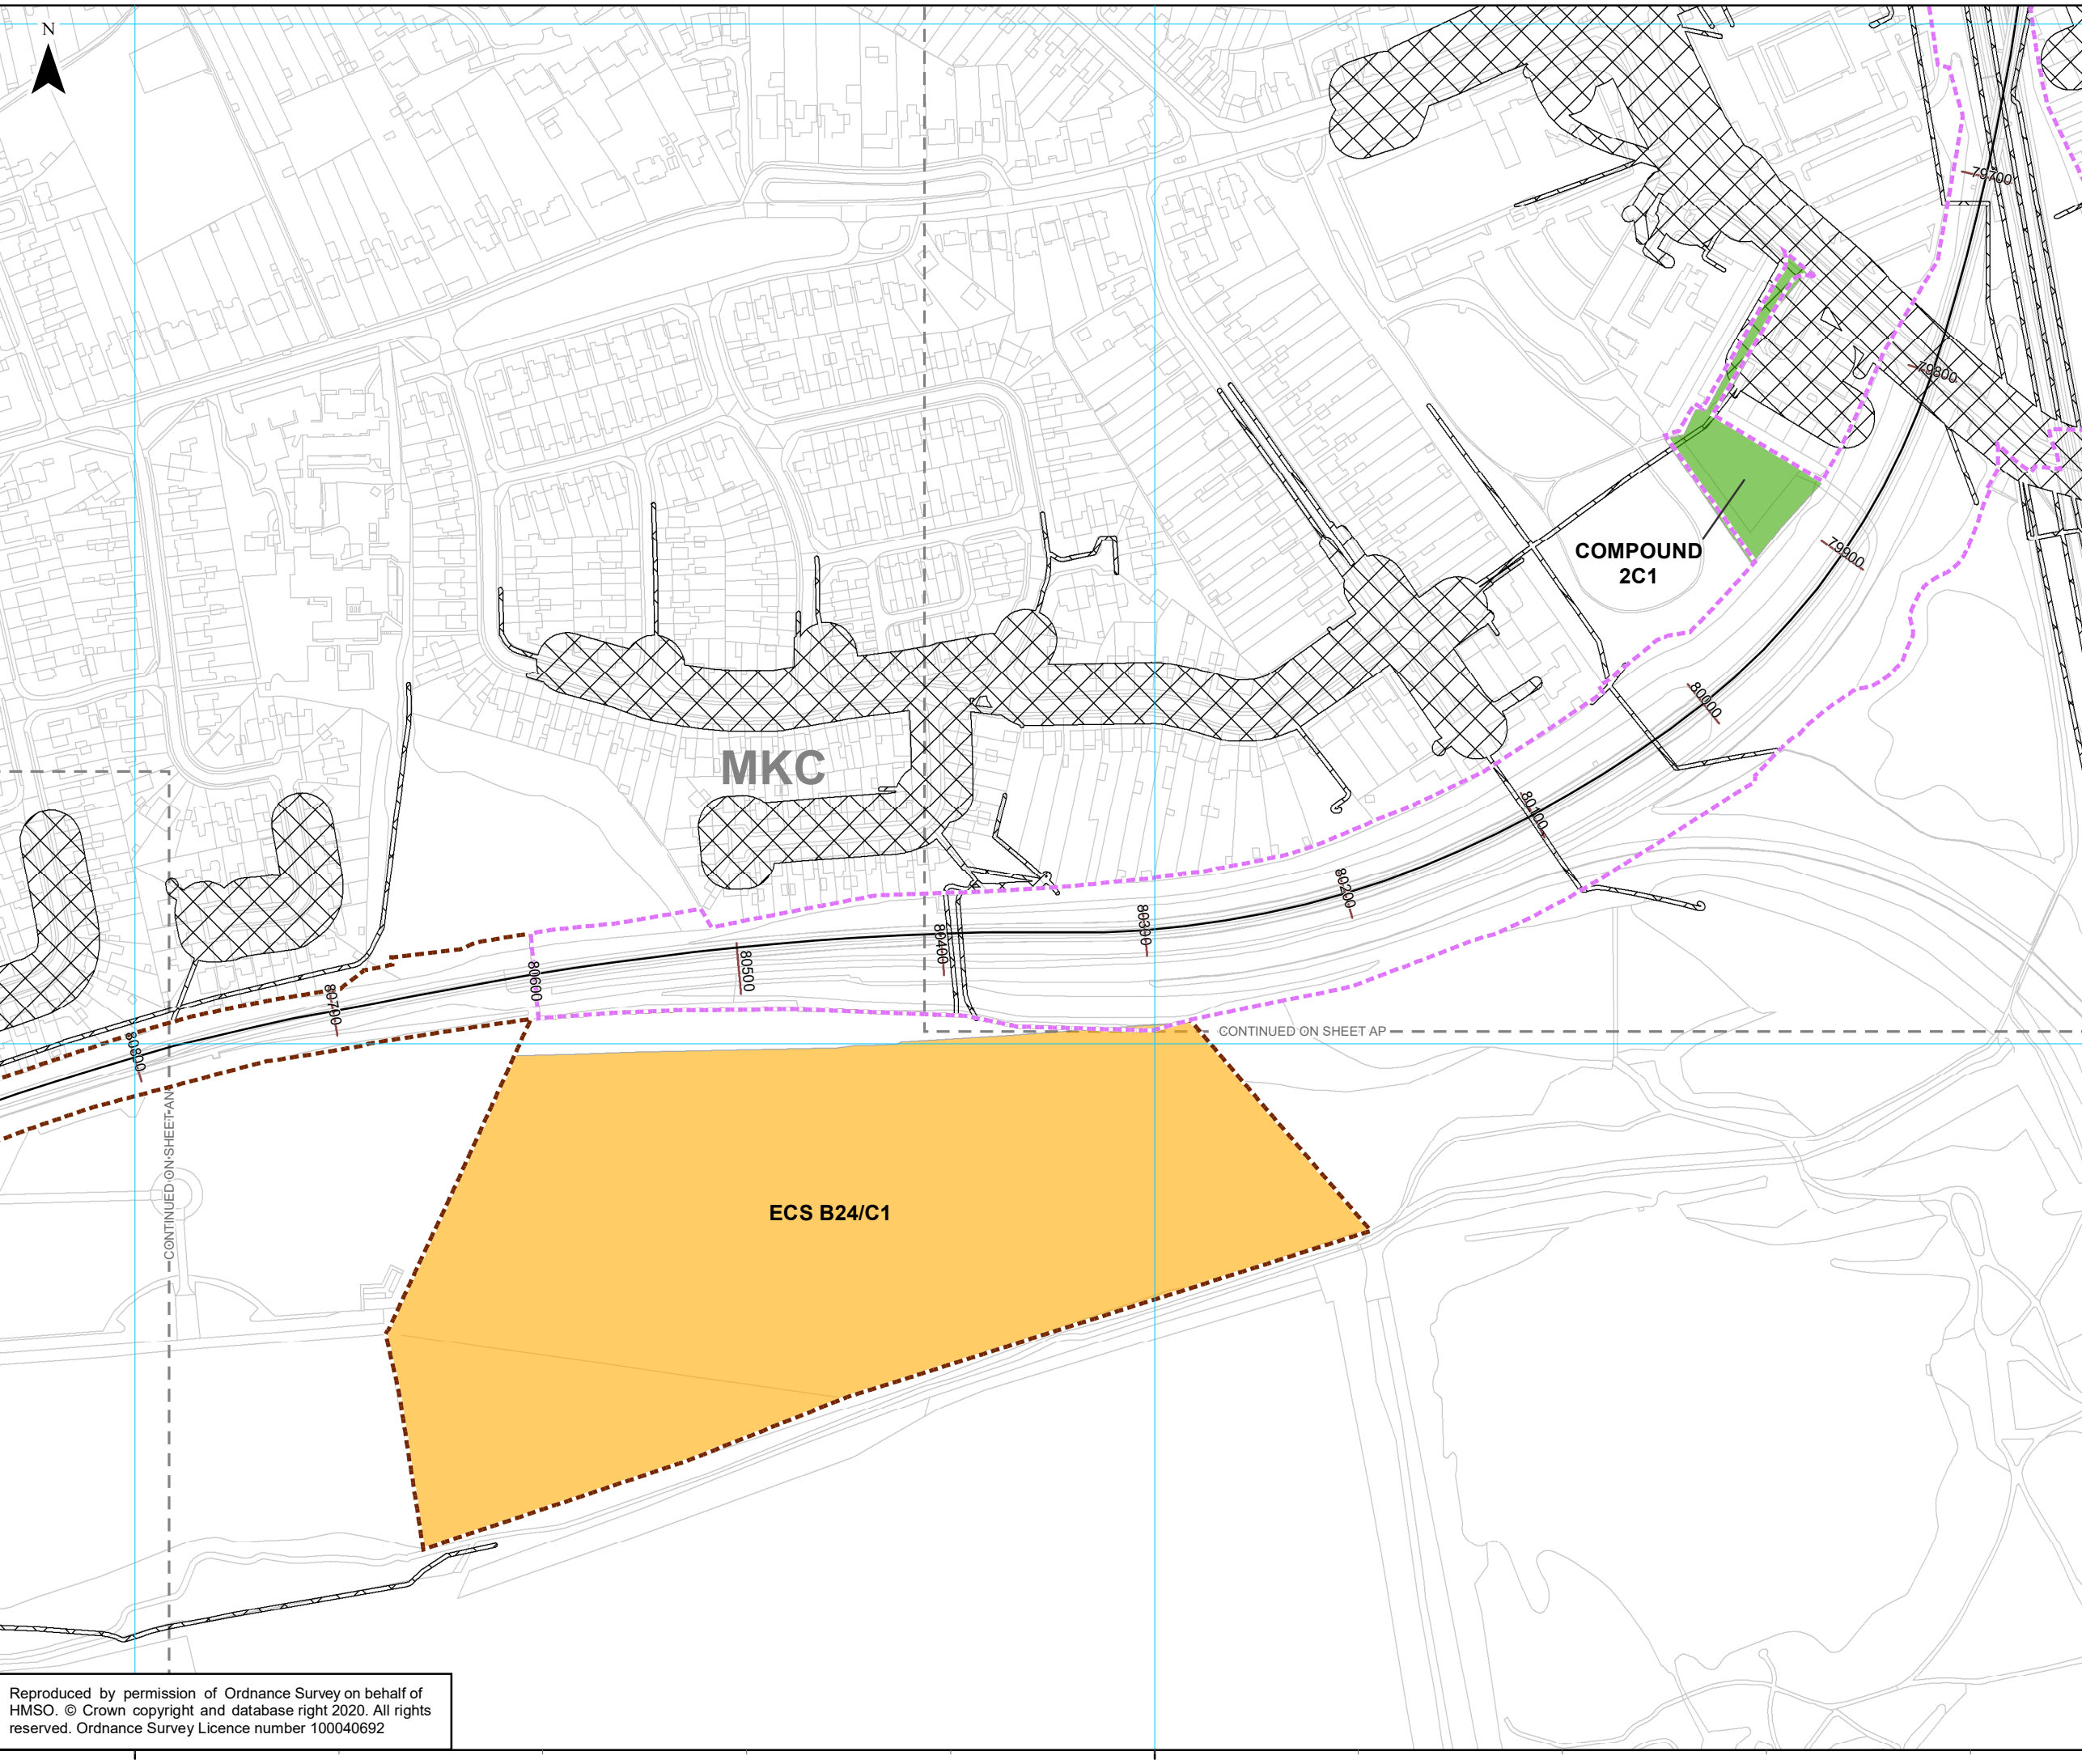 N
79700
79800
COMPOUND
2C1
79900
80000
MKC
80100
80200
80300
80400
80500
80600
80700
80800
CONTINUED ON SHEET AP
CONTINUED ON SHEET AN
ECS B24/C1
Reproduced by permission of Ordnance Survey on behalf of
HMSO. © Crown copyright and database right 2020. All rights
reserved. Ordnance Survey Licence number 100040692